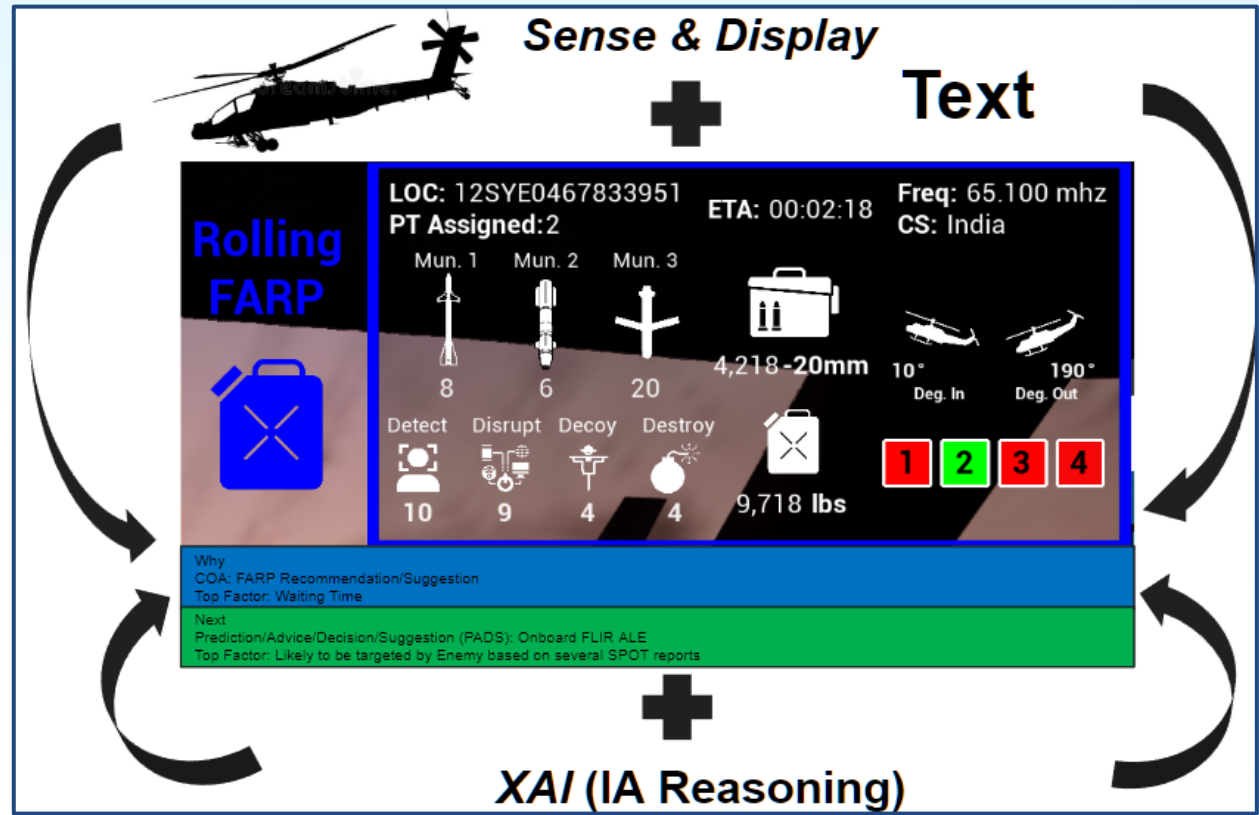 Sense & Display
Text
LOC: 12SYE0467833951
PT Assigned:2
ETA: 00:02:18
Freq: 65.100 mhz
CS: India
Rolling
FARP
Mun. 1 Mun. 2 Mun. 3
8 6 20
4,218-20mm
10° 190°
Deg. In Deg. Out
Detect Disrupt Decoy Destroy
10 9 4 4
9,718 lbs
1 2 3 4
Why
COA: FARP Recommendation/Suggestion
Top Factor: Waiting Time
Next
Prediction/Advice/Decision/Suggestion (PADS): Onboard FLIR ALE
Top Factor: Likely to be targeted by Enemy based on several SPOT reports
XAI (IA Reasoning)